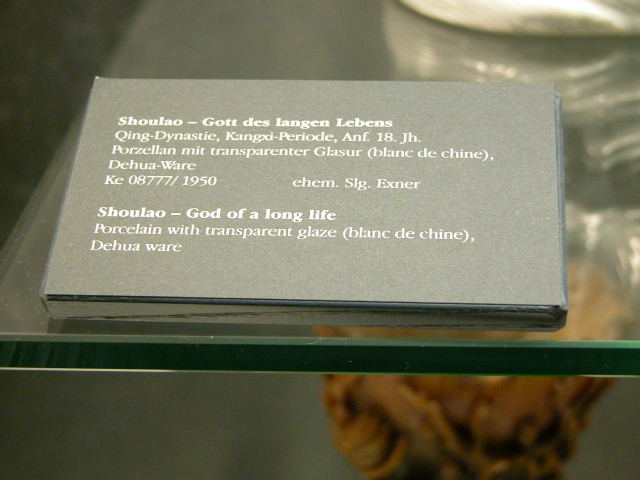 Shoulao – Gott des langen Lebens
Qing-Dynastie, Kangxi-Periode, Anf. 18. Jh.
Porzellan mit transparenter Glasur (blanc de chine),
Dehua-Ware
Ke 08777/ 1950 ehem. Slg. Exner
Shoulao – God of a long life
Porcelain with transparent glaze (blanc de chine),
Dehua ware